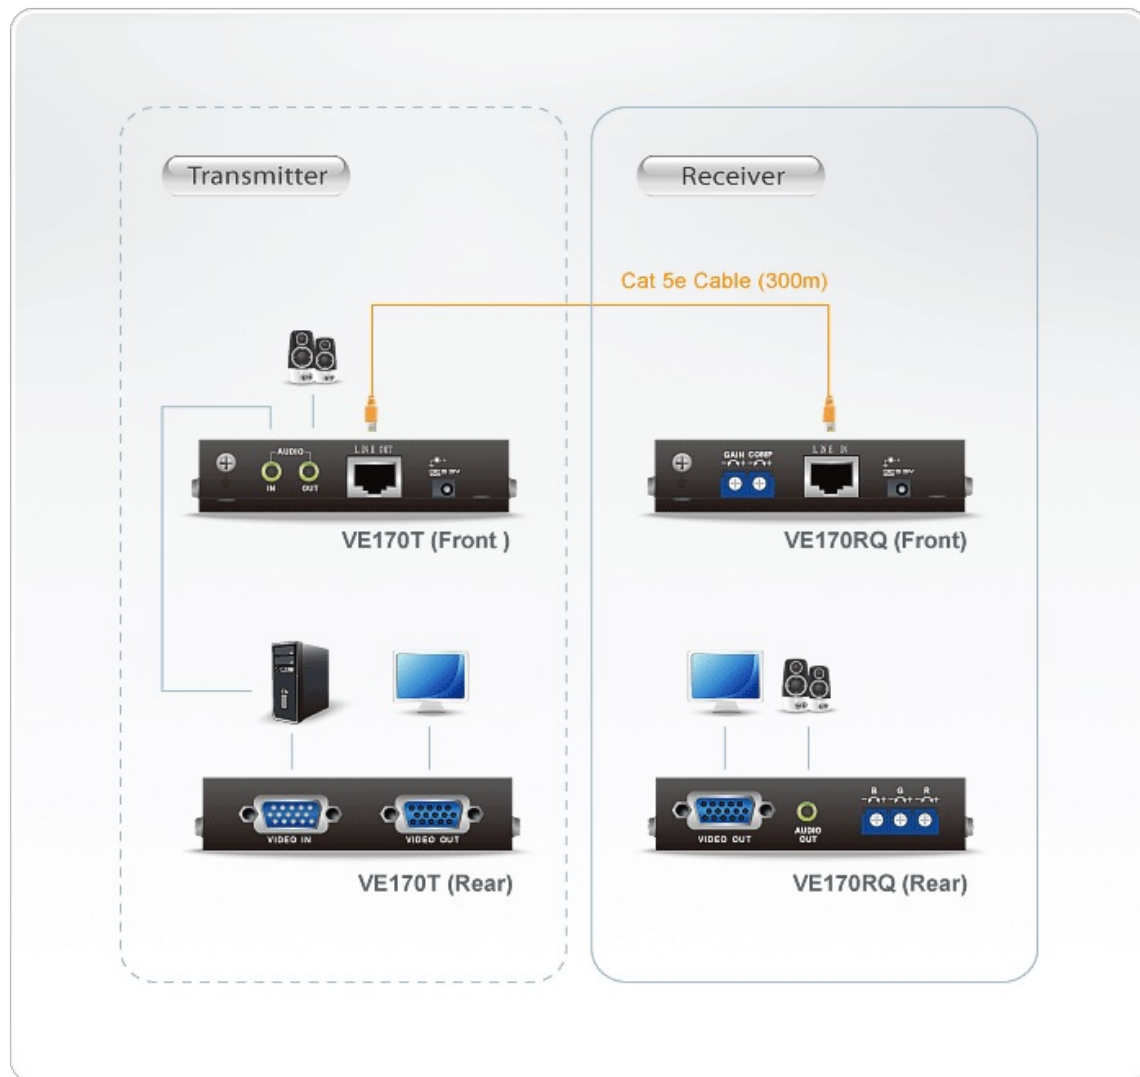 Transmitter
Receiver
Cat 5e Cable (300m)
AUDIO
IN
OUT
LINE OUT
VE170T (Front )
GAIN COMP
- +
- +
LINE IN
VE170RQ (Front)
VIDEO IN
VIDEO OUT
VE170T (Rear)
VIDEO OUT
AUDIO
OUT
B G R
- +
- +
- +
VE170RQ (Rear)